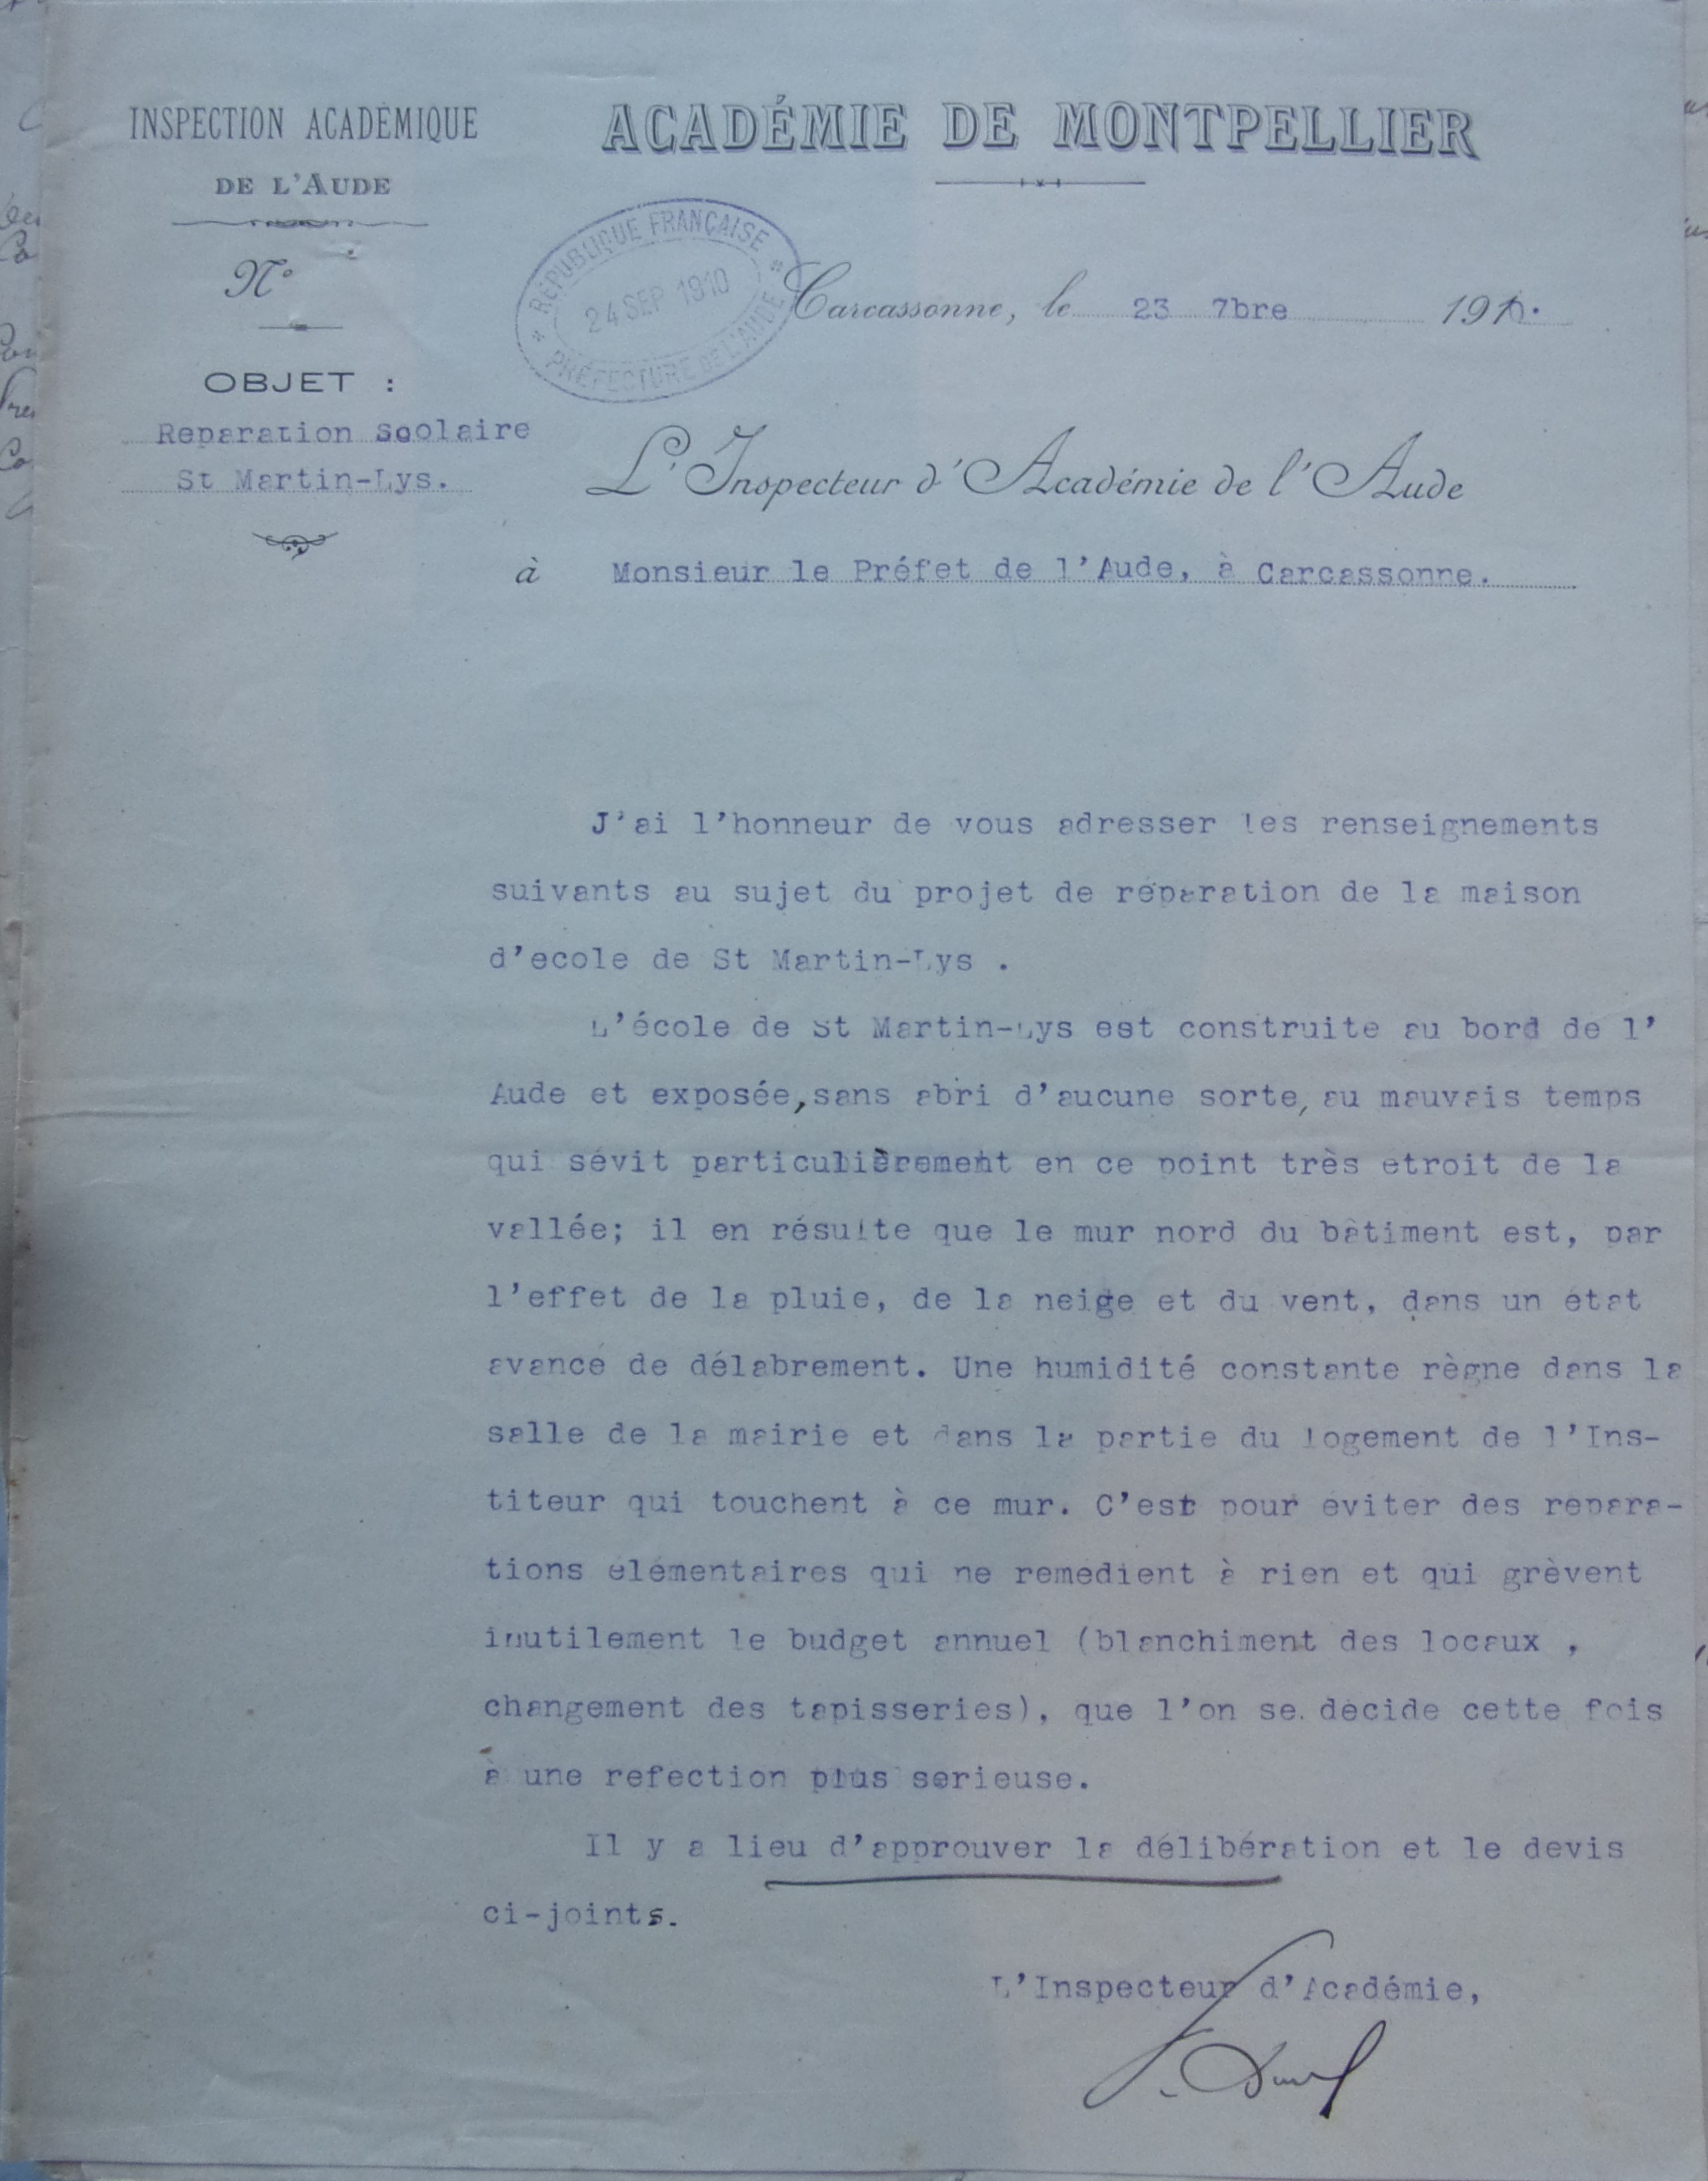 INSPECTION ACADÉMIQUE
DE L'AUDE
N°
OBJET :
Reparation scolaire
St Martin-Lys.
ACADÉMIE DE MONTPELLIER
RÉPUBLIQUE FRANÇAISE
24 SEP 1910
PRÉFECTURE DE L'AUDE
Carcassonne, le 23 7bre 1910.
L'Inspecteur d'Académie de l'Aude
à Monsieur le Préfet de l'Aude, à Carcassonne.
J'ai l'honneur de vous adresser les renseignements
suivants au sujet du projet de réparation de la maison
d'ecole de St Martin-Lys .
L'école de St Martin-Lys est construite au bord de l'
Aude et exposée, sans abri d'aucune sorte, au mauvais temps
qui sévit particulièrement en ce point très etroit de la
vallée; il en résulte que le mur nord du bâtiment est, par
l'effet de la pluie, de la neige et du vent, dans un état
avancé de délabrement. Une humidité constante règne dans la
salle de la mairie et dans la partie du logement de l'Ins-
titeur qui touchent à ce mur. C'est pour éviter des repara-
tions élémentaires qui ne remedient à rien et qui grèvent
inutilement le budget annuel (blanchiment des locaux ,
changement des tapisseries), que l'on se décide cette fois
à une refection plus serieuse.
Il y a lieu d'approuver la délibération et le devis
ci-joints.
L'Inspecteur d'Académie,